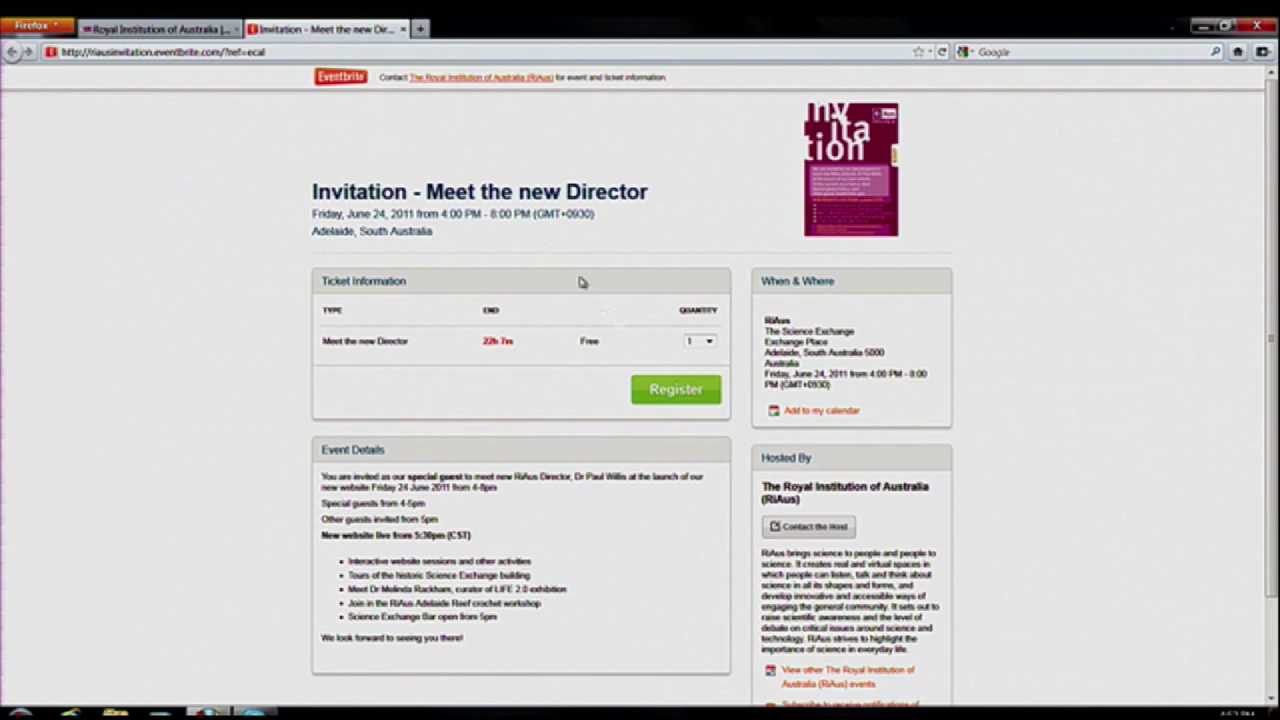 Firefox
Royal Institution of Australia |...
Invitation - Meet the new Dir...
http://riausinvitation.eventbrite.com/?ref=ecal
Google
Eventbrite
Contact The Royal Institution of Australia (RiAus) for event and ticket information.
Invitation
Invitation - Meet the new Director
Friday, June 24, 2011 from 4:00 PM - 8:00 PM (GMT+0930)
Adelaide, South Australia
Ticket Information
TYPE
END
QUANTITY
Meet the new Director
22h 7m
Free
1
Register
When & Where
RiAus
The Science Exchange
Exchange Place
Adelaide, South Australia 5000
Australia
Friday, June 24, 2011 from 4:00 PM - 8:00
PM (GMT+0930)
Add to my calendar
Event Details
You are invited as our special guest to meet new RiAus Director, Dr Paul Willis at the launch of our
new website Friday 24 June 2011 from 4-8pm
Special guests from 4-5pm
Other guests invited from 5pm
New website live from 5:30pm (CST)
Interactive website sessions and other activities
Tours of the historic Science Exchange building
Meet Dr Melinda Rackham, curator of LIFE 2.0 exhibition
Join in the RiAus Adelaide Reef crochet workshop
Science Exchange Bar open from 5pm
We look forward to seeing you there!
Hosted By
The Royal Institution of Australia
(RiAus)
Contact the Host
RiAus brings science to people and people to
science. It creates real and virtual spaces in
which people can listen, talk and think about
science in all its shapes and forms, and
develop innovative and accessible ways of
engaging the general community. It sets out to
raise scientific awareness and the level of
debate on critical issues around science and
technology. RiAus strives to highlight the
importance of science in everyday life.
View other The Royal Institution of
Australia (RiAus) events
Subscribe to receive notifications of